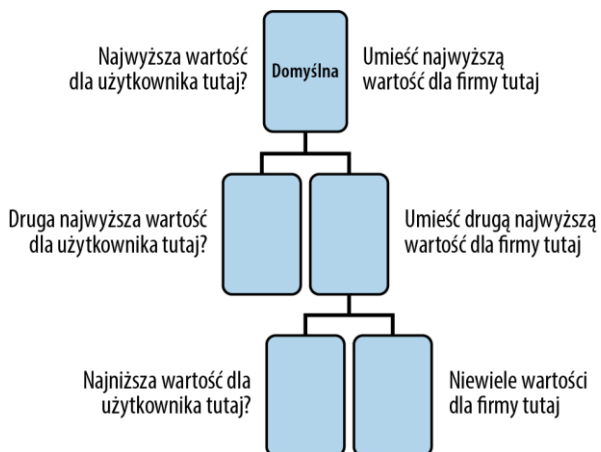 Najwyższa wartość
dla użytkownika tutaj?
Domyślna
Umieść najwyższą
wartość dla firmy tutaj
Druga najwyższa wartość
dla użytkownika tutaj?
Umieść drugą najwyższą
wartość dla firmy tutaj
Najniższa wartość dla
użytkownika tutaj?
Niewiele wartości
dla firmy tutaj